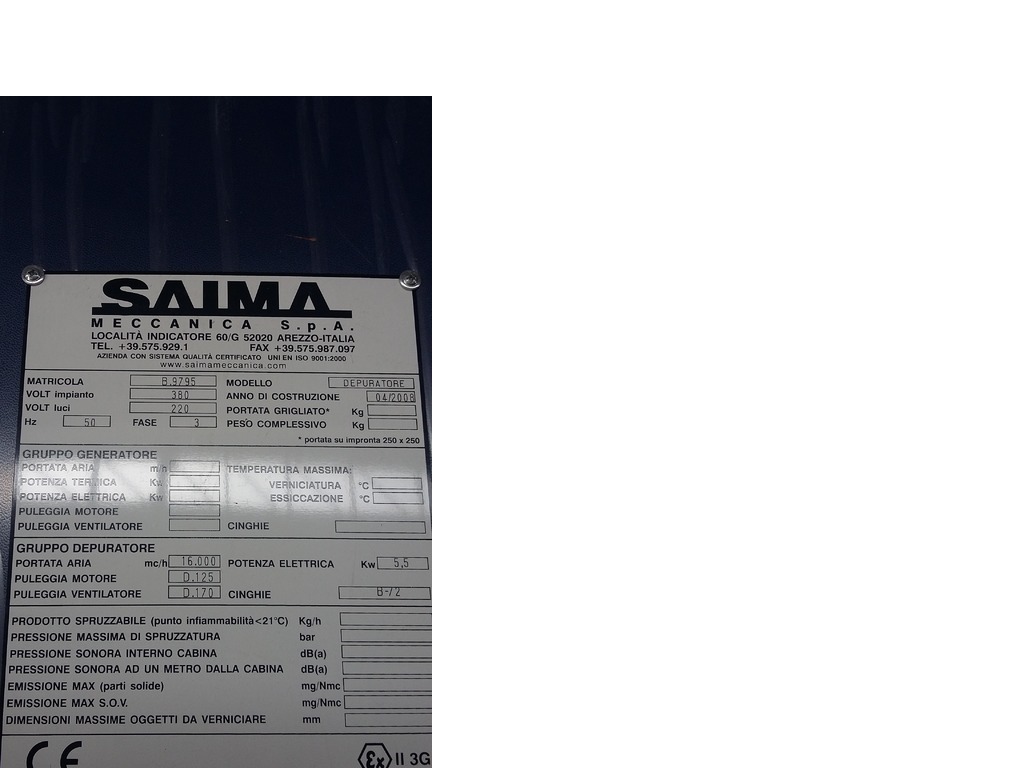 SAIMA
MECCANICA S.p.A.
LOCALITÀ INDICATORE 60/G 52020 AREZZO-ITALIA
TEL. +39.575.929.1 FAX +39.575.987.097
AZIENDA CON SISTEMA QUALITÀ CERTIFICATO UNI EN ISO 9001:2000
www.saimameccanica.com
MATRICOLA B.9795 MODELLO DEPURATORE
VOLT impianto 380 ANNO DI COSTRUZIONE 04/2008
VOLT luci 220 PORTATA GRIGLIATO* Kg
Hz 50 FASE 3 PESO COMPLESSIVO Kg
* portata su impronta 250 x 250
GRUPPO GENERATORE
PORTATA ARIA m/h TEMPERATURA MASSIMA:
POTENZA TERMICA Kw VERNICIATURA °C
POTENZA ELETTRICA Kw ESSICCAZIONE °C
PULEGGIA MOTORE
PULEGGIA VENTILATORE CINGHIE
GRUPPO DEPURATORE
PORTATA ARIA mc/h 16.000 POTENZA ELETTRICA Kw 5,5
PULEGGIA MOTORE D.125
PULEGGIA VENTILATORE D.170 CINGHIE B-72
PRODOTTO SPRUZZABILE (punto infiammabilità<21°C) Kg/h
PRESSIONE MASSIMA DI SPRUZZATURA bar
PRESSIONE SONORA INTERNO CABINA dB(a)
PRESSIONE SONORA AD UN METRO DALLA CABINA dB(a)
EMISSIONE MAX (parti solide) mg/Nmc
EMISSIONE MAX S.O.V. mg/Nmc
DIMENSIONI MASSIME OGGETTI DA VERNICIARE mm
CE Ex II 3G